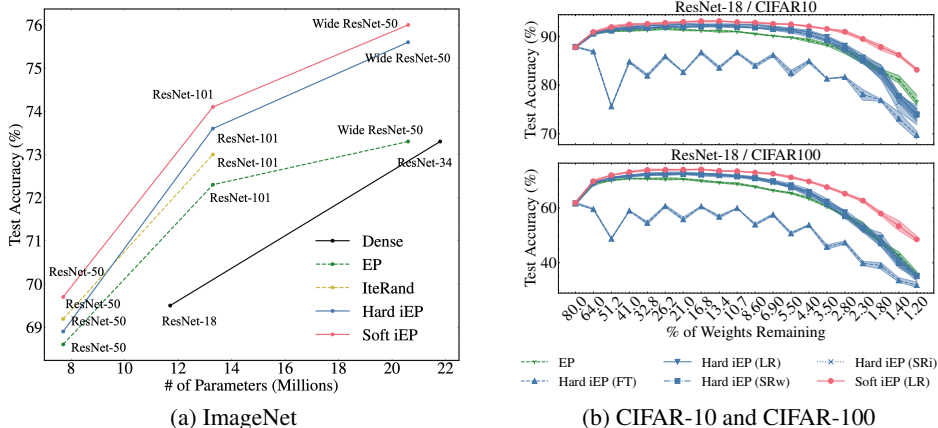 76
75
74
73
72
71
70
69
Test Accuracy (%)
Wide ResNet-50
Wide ResNet-50
ResNet-101
ResNet-101
Wide ResNet-50
ResNet-101
ResNet-34
ResNet-101
ResNet-50
ResNet-50
ResNet-50
ResNet-18
ResNet-50
Dense
EP
IteRand
Hard iEP
Soft iEP
8 10 12 14 16 18 20 22
# of Parameters (Millions)
(a) ImageNet
ResNet-18 / CIFAR10
90
80
70
Test Accuracy (%)
ResNet-18 / CIFAR100
60
40
Test Accuracy (%)
80.0 64.0 51.2 41.0 32.8 26.2 21.0 16.8 13.4 10.7 8.60 6.90 5.50 4.40 3.50 2.80 2.30 1.80 1.40 1.20
% of Weights Remaining
EP Hard iEP (LR) Hard iEP (SRi)
Hard iEP (FT) Hard iEP (SRw) Soft iEP (LR)
(b) CIFAR-10 and CIFAR-100